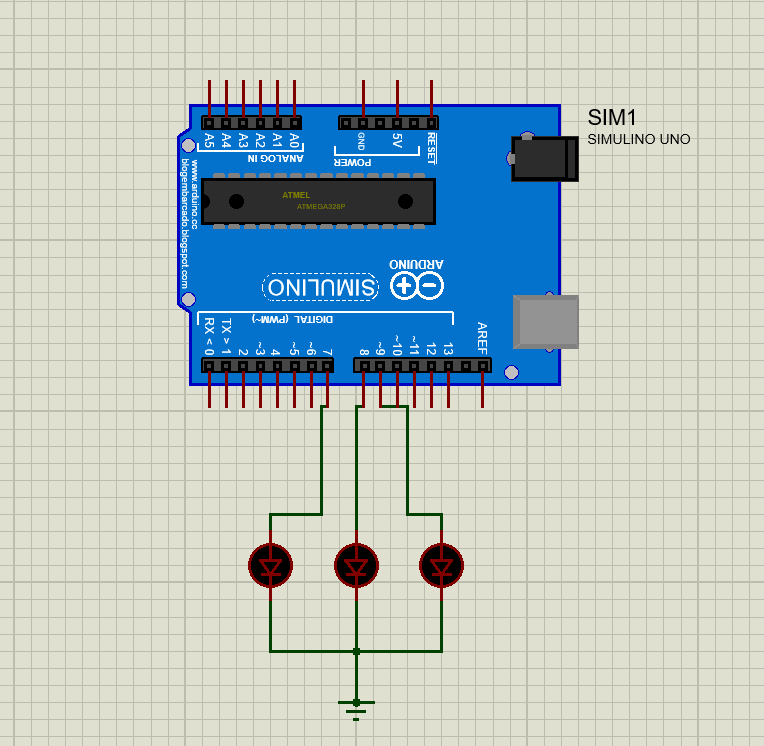 SIM1
SIMULINO UNO
A5
A4
A3
A2
A1
A0
ANALOG IN
GND
5V
RESET
POWER
www.arduino.cc
blogembarcado.blogspot.com
ATMEL
ATMEGA328P
ARDUINO
SIMULINO
DIGITAL (PWM~)
RX < 0
TX > 1
2
~3
4
~5
~6
7
8
~9
~10
~11
12
13
AREF